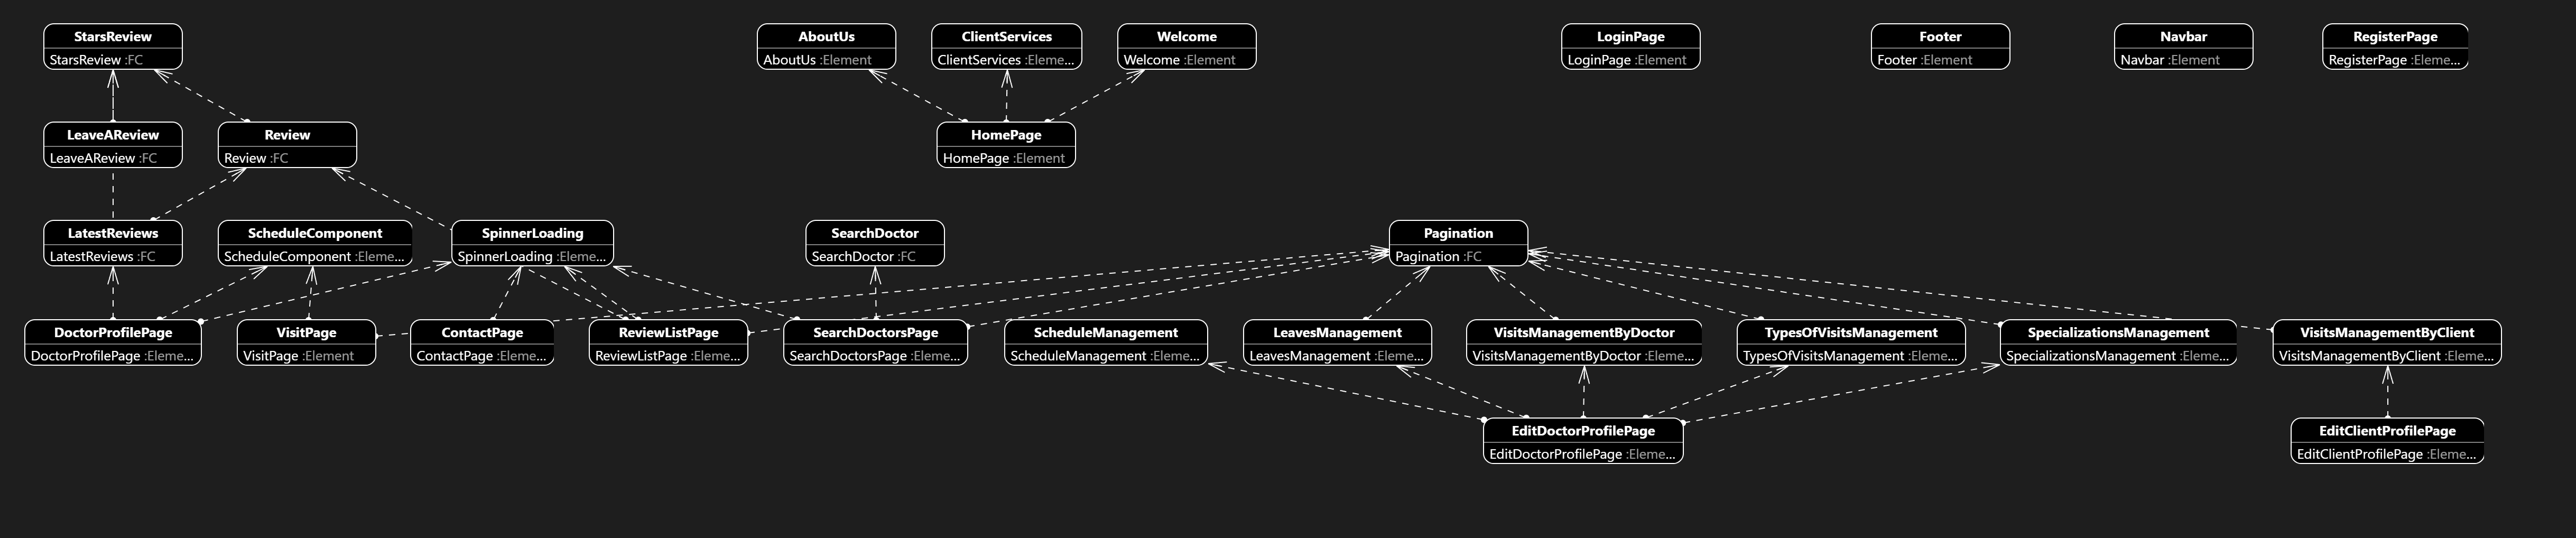 StarsReview
StarsReview :FC
AboutUs
AboutUs :Element
ClientServices
ClientServices :Eleme...
Welcome
Welcome :Element
LoginPage
LoginPage :Element
Footer
Footer :Element
Navbar
Navbar :Element
RegisterPage
RegisterPage :Eleme...
LeaveAReview
LeaveAReview :FC
Review
Review :FC
HomePage
HomePage :Element
LatestReviews
LatestReviews :FC
ScheduleComponent
ScheduleComponent :Eleme...
SpinnerLoading
SpinnerLoading :Eleme...
SearchDoctor
SearchDoctor :FC
Pagination
Pagination :FC
DoctorProfilePage
DoctorProfilePage :Eleme...
VisitPage
VisitPage :Element
ContactPage
ContactPage :Eleme...
ReviewListPage
ReviewListPage :Eleme...
SearchDoctorsPage
SearchDoctorsPage :Eleme...
ScheduleManagement
ScheduleManagement :Eleme...
LeavesManagement
LeavesManagement :Eleme...
VisitsManagementByDoctor
VisitsManagementByDoctor :Eleme...
TypesOfVisitsManagement
TypesOfVisitsManagement :Eleme...
SpecializationsManagement
SpecializationsManagement :Eleme...
VisitsManagementByClient
VisitsManagementByClient :Eleme...
EditDoctorProfilePage
EditDoctorProfilePage :Eleme...
EditClientProfilePage
EditClientProfilePage :Eleme...